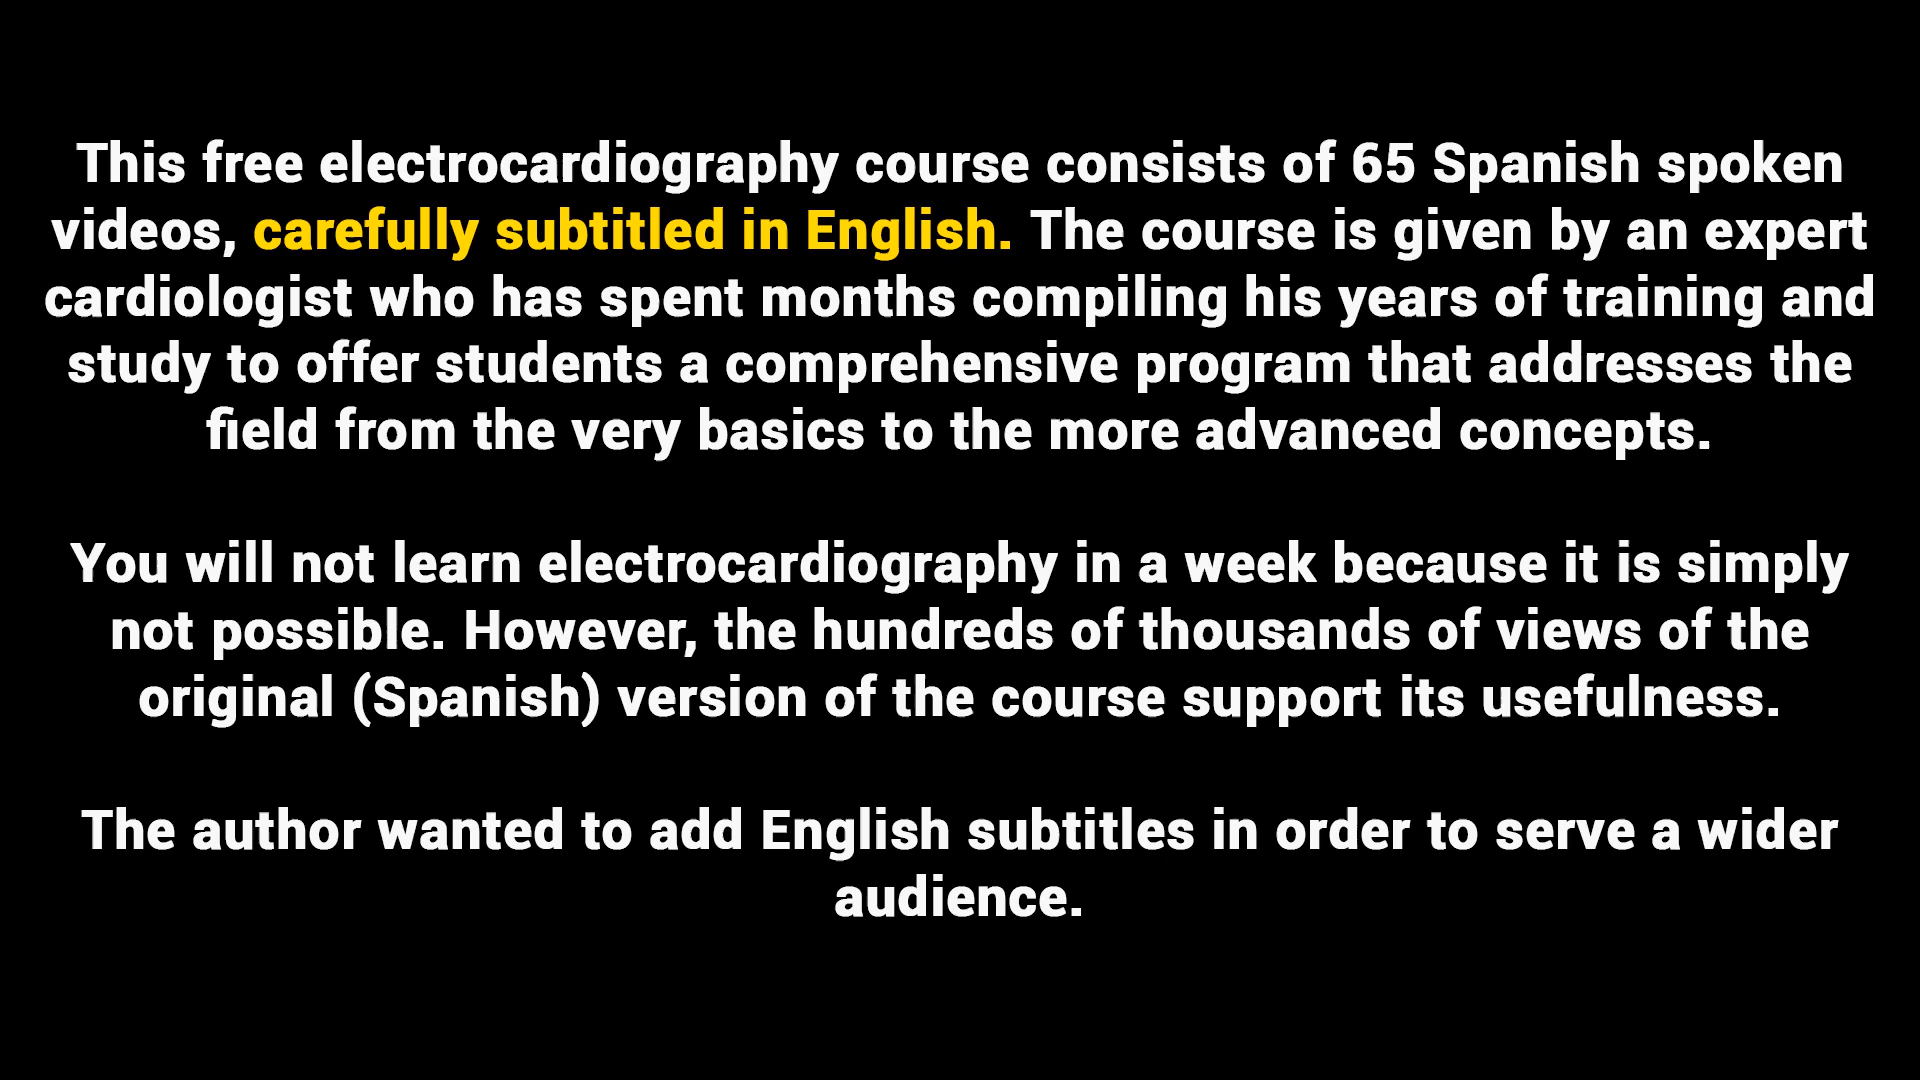 This free electrocardiography course consists of 65 Spanish spoken
videos, carefully subtitled in English. The course is given by an expert
cardiologist who has spent months compiling his years of training and
study to offer students a comprehensive program that addresses the
field from the very basics to the more advanced concepts.
You will not learn electrocardiography in a week because it is simply
not possible. However, the hundreds of thousands of views of the
original (Spanish) version of the course support its usefulness.
The author wanted to add English subtitles in order to serve a wider
audience.